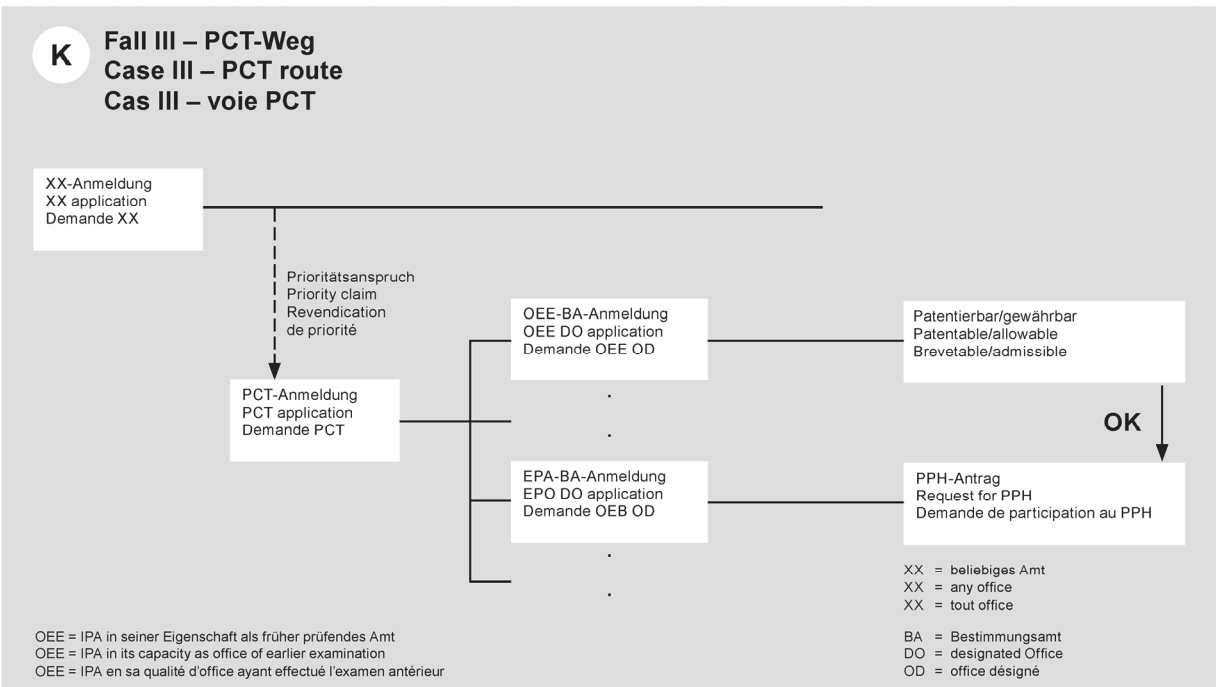 K
Fall III – PCT-Weg
Case III – PCT route
Cas III – voie PCT
XX-Anmeldung
XX application
Demande XX
Prioritätsanspruch
Priority claim
Revendication
de priorité
PCT-Anmeldung
PCT application
Demande PCT
OEE-BA-Anmeldung
OEE DO application
Demande OEE OD
Patentierbar/gewährbar
Patentable/allowable
Brevetable/admissible
OK
EPA-BA-Anmeldung
EPO DO application
Demande OEB OD
PPH-Antrag
Request for PPH
Demande de participation au PPH
XX = beliebiges Amt
XX = any office
XX = tout office
BA = Bestimmungsamt
DO = designated Office
OD = office désigné
OEE = IPA in seiner Eigenschaft als früher prüfendes Amt
OEE = IPA in its capacity as office of earlier examination
OEE = IPA en sa qualité d'office ayant effectué l'examen antérieur